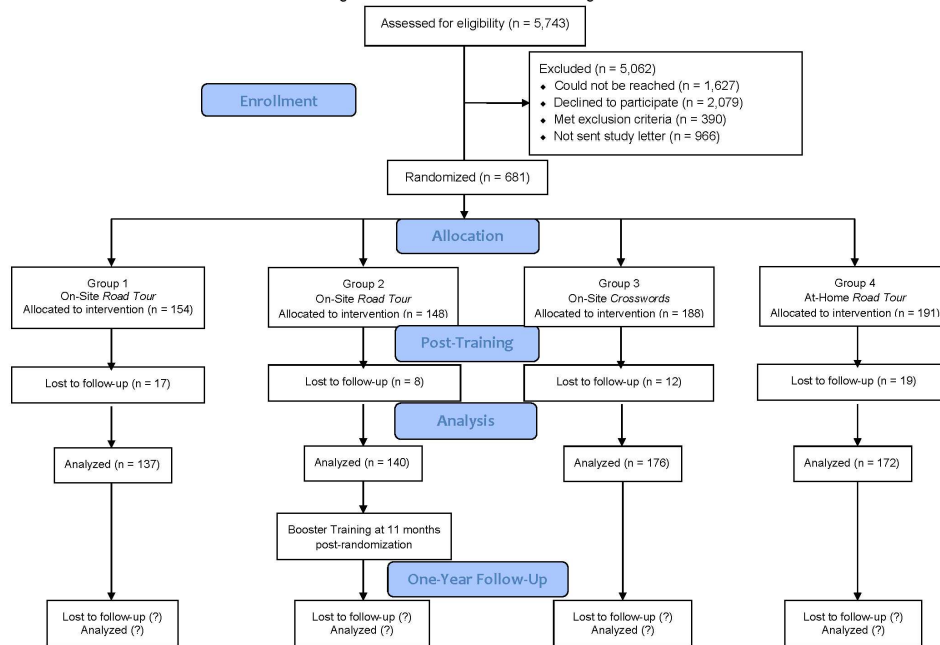 Assessed for eligibility (n = 5,743)
Excluded (n = 5,062)
⬥ Could not be reached (n = 1,627)
⬥ Declined to participate (n = 2,079)
⬥ Met exclusion criteria (n = 390)
⬥ Not sent study letter (n = 966)
Enrollment
Randomized (n = 681)
Allocation
Group 1
On-Site Road Tour
Allocated to intervention (n = 154)
Group 2
On-Site Road Tour
Allocated to intervention (n = 148)
Group 3
On-Site Crosswords
Allocated to intervention (n = 188)
Group 4
At-Home Road Tour
Allocated to intervention (n = 191)
Post-Training
Lost to follow-up (n = 17)
Lost to follow-up (n = 8)
Lost to follow-up (n = 12)
Lost to follow-up (n = 19)
Analysis
Analyzed (n = 137)
Analyzed (n = 140)
Analyzed (n = 176)
Analyzed (n = 172)
Booster Training at 11 months
post-randomization
One-Year Follow-Up
Lost to follow-up (?)
Analyzed (?)
Lost to follow-up (?)
Analyzed (?)
Lost to follow-up (?)
Analyzed (?)
Lost to follow-up (?)
Analyzed (?)